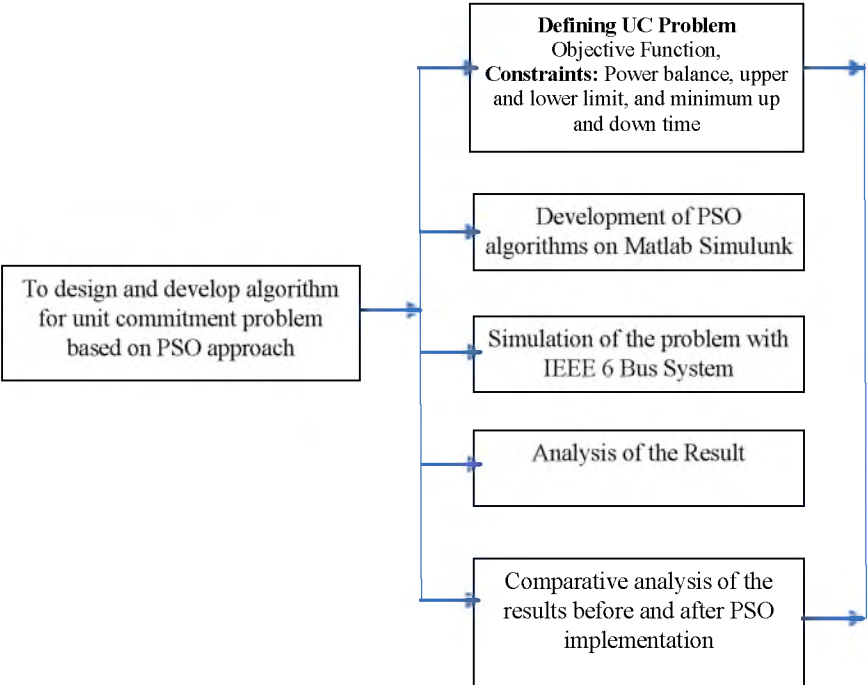 Defining UC Problem
Objective Function,
Constraints: Power balance, upper
and lower limit, and minimum up
and down time
Development of PSO
algorithms on Matlab Simulunk
To design and develop algorithm
for unit commitment problem
based on PSO approach
Simulation of the problem with
IEEE 6 Bus System
Analysis of the Result
Comparative analysis of the
results before and after PSO
implementation